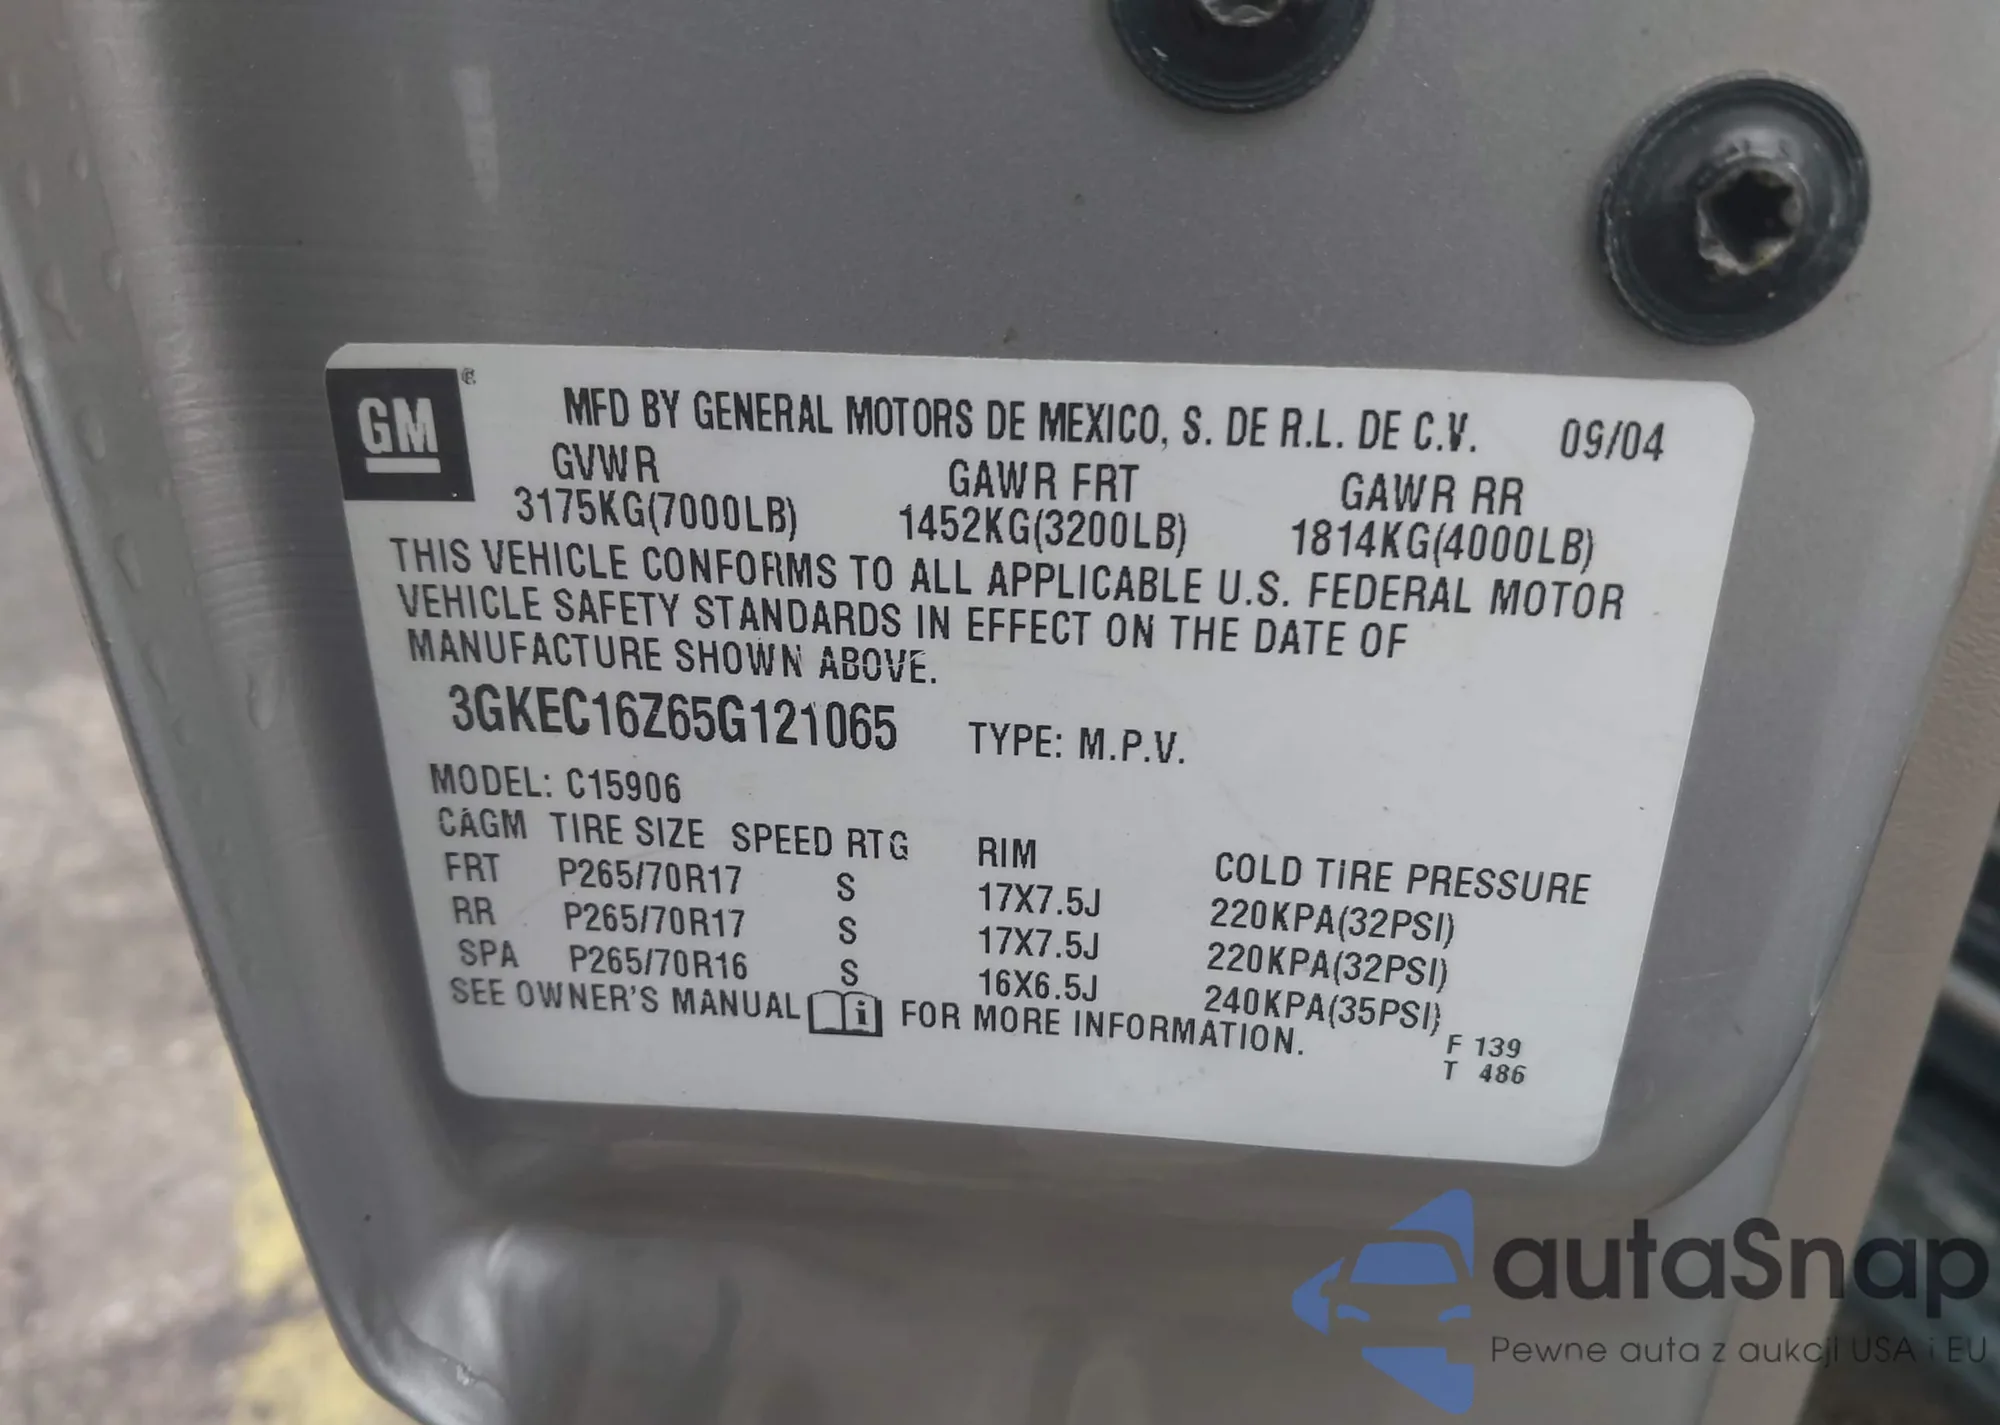 GM ®
MFD BY GENERAL MOTORS DE MEXICO, S. DE R.L. DE C.V. 09/04
GVWR GAWR FRT GAWR RR
3175KG(7000LB) 1452KG(3200LB) 1814KG(4000LB)
THIS VEHICLE CONFORMS TO ALL APPLICABLE U.S. FEDERAL MOTOR
VEHICLE SAFETY STANDARDS IN EFFECT ON THE DATE OF
MANUFACTURE SHOWN ABOVE.
3GKEC16Z65G121065 TYPE: M.P.V.
MODEL: C15906
CAGM TIRE SIZE SPEED RTG RIM COLD TIRE PRESSURE
FRT P265/70R17 S 17X7.5J 220KPA(32PSI)
RR P265/70R17 S 17X7.5J 220KPA(32PSI)
SPA P265/70R16 S 16X6.5J 240KPA(35PSI)
SEE OWNER'S MANUAL i FOR MORE INFORMATION.
F 139
T 486
autaSnap
Pewne auta z aukcji USA i EU